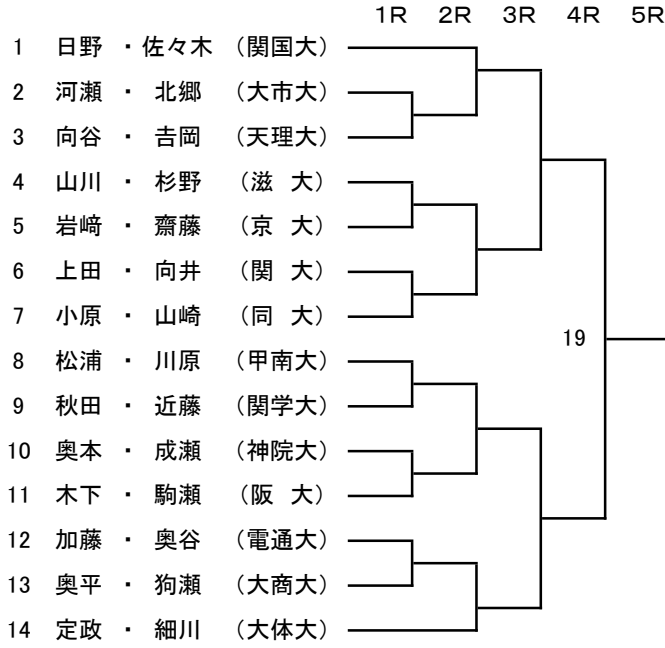 1R 2R 3R 4R 5R
1 日野 ・ 佐々木 (関国大)
2 河瀬 ・ 北郷 (大市大)
3 向谷 ・ 𠮷岡 (天理大)
4 山川 ・ 杉野 (滋 大)
5 岩﨑 ・ 齋藤 (京 大)
6 上田 ・ 向井 (関 大)
7 小原 ・ 山崎 (同 大)
19
8 松浦 ・ 川原 (甲南大)
9 秋田 ・ 近藤 (関学大)
10 奥本 ・ 成瀬 (神院大)
11 木下 ・ 駒瀬 (阪 大)
12 加藤 ・ 奥谷 (電通大)
13 奥平 ・ 狗瀬 (大商大)
14 定政 ・ 細川 (大体大)